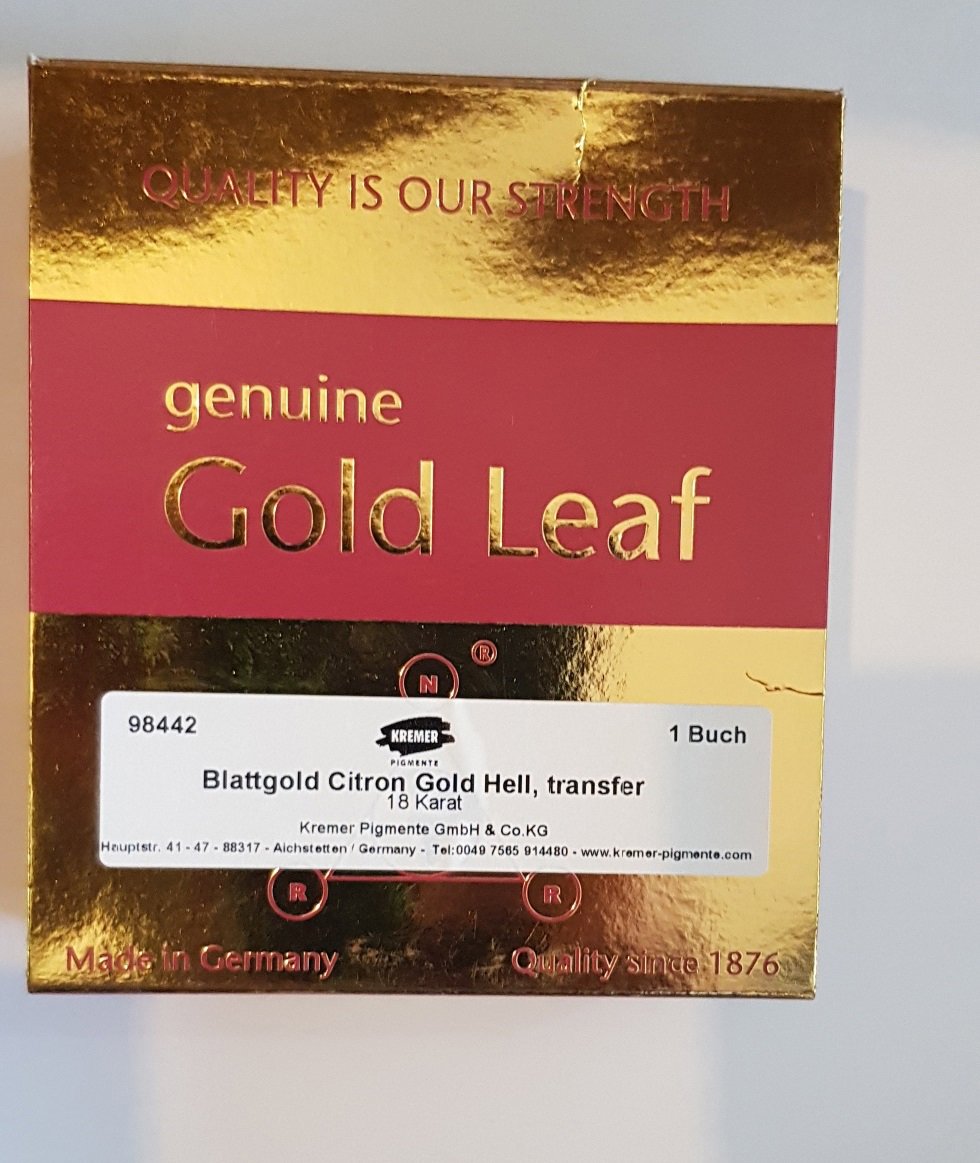 QUALITY IS OUR STRENGTH
genuine
Gold Leaf
®
N
98442
KREMER
PIGMENTE
1 Buch
Blattgold Citron Gold Hell, transfer
18 Karat
Kremer Pigmente GmbH & Co.KG
Hauptstr. 41 - 47 - 88317 - Aichstetten / Germany - Tel:0049 7565 914480 - www.kremer-pigmente.com
R R
Made in Germany Quality since 1876